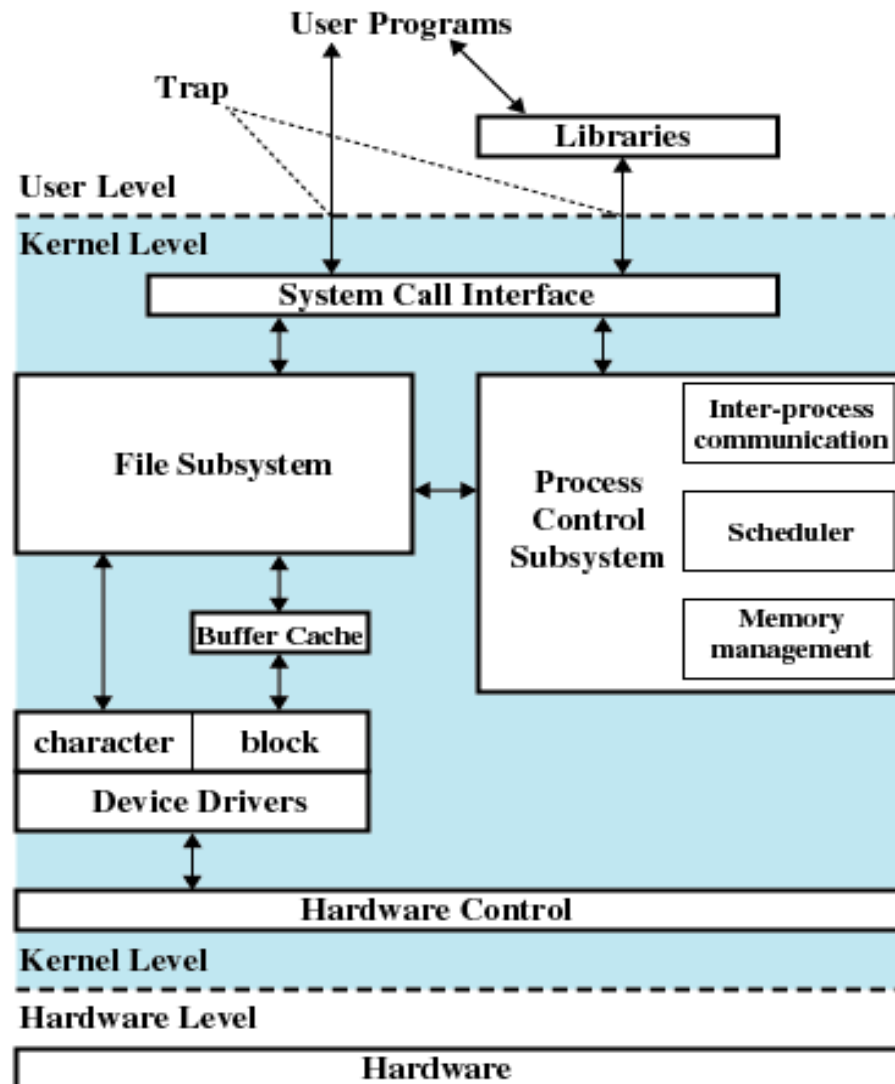 User Programs
Trap
Libraries
User Level
Kernel Level
System Call Interface
File Subsystem
Process
Control
Subsystem
Inter-process
communication
Scheduler
Memory
management
Buffer Cache
character
block
Device Drivers
Hardware Control
Kernel Level
Hardware Level
Hardware